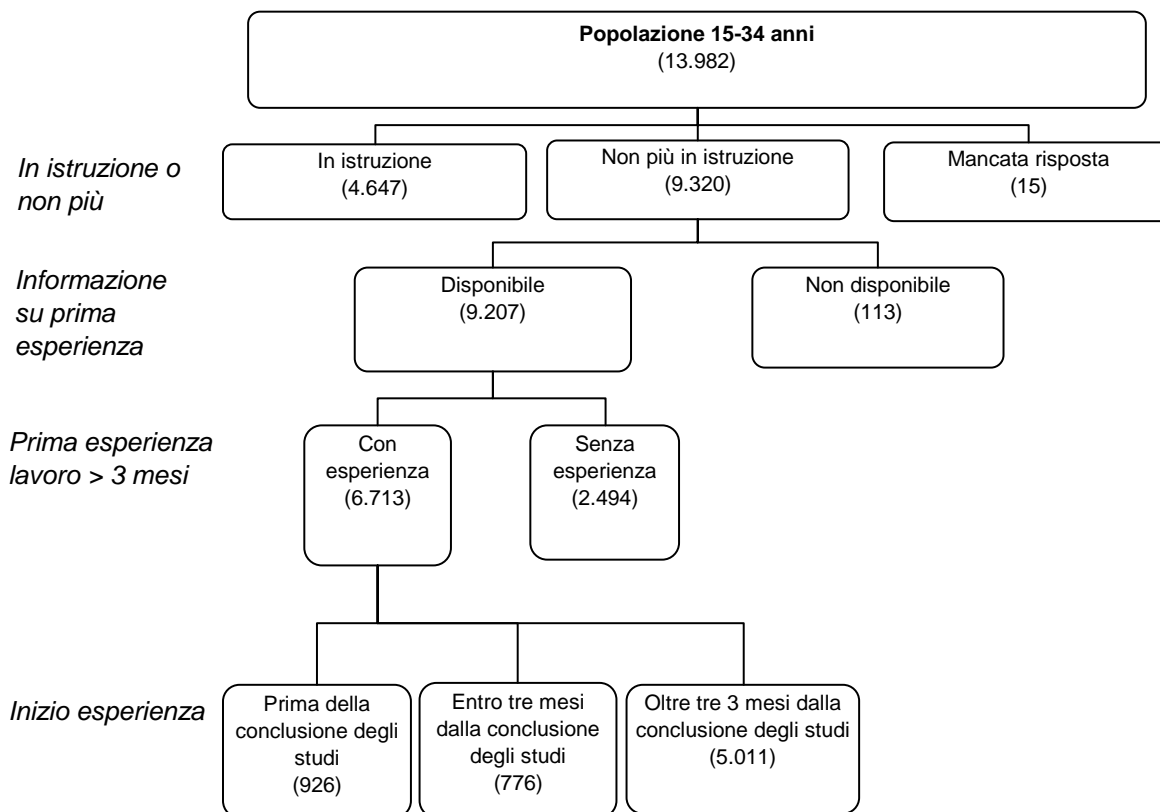 Popolazione 15-34 anni
(13.982)
In istruzione o
non più
In istruzione
(4.647)
Non più in istruzione
(9.320)
Mancata risposta
(15)
Informazione
su prima
esperienza
Disponibile
(9.207)
Non disponibile
(113)
Prima esperienza
lavoro > 3 mesi
Con
esperienza
(6.713)
Senza
esperienza
(2.494)
Inizio esperienza
Prima della
conclusione degli
studi
(926)
Entro tre mesi
dalla conclusione
degli studi
(776)
Oltre tre 3 mesi dalla
conclusione degli studi
(5.011)